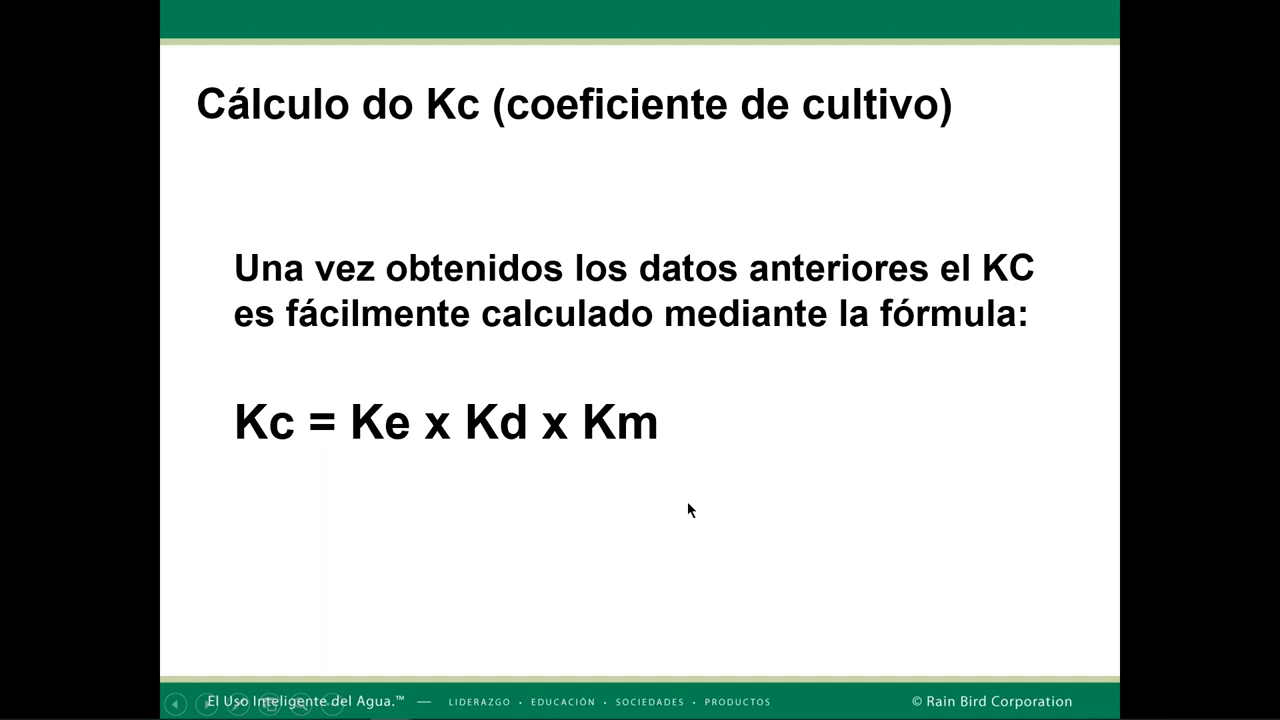 Cálculo do Kc (coeficiente de cultivo)
Una vez obtenidos los datos anteriores el KC
es fácilmente calculado mediante la fórmula:
Kc = Ke x Kd x Km
El Uso Inteligente del Agua.™ — LIDERAZGO • EDUCACIÓN • SOCIEDADES • PRODUCTOS © Rain Bird Corporation